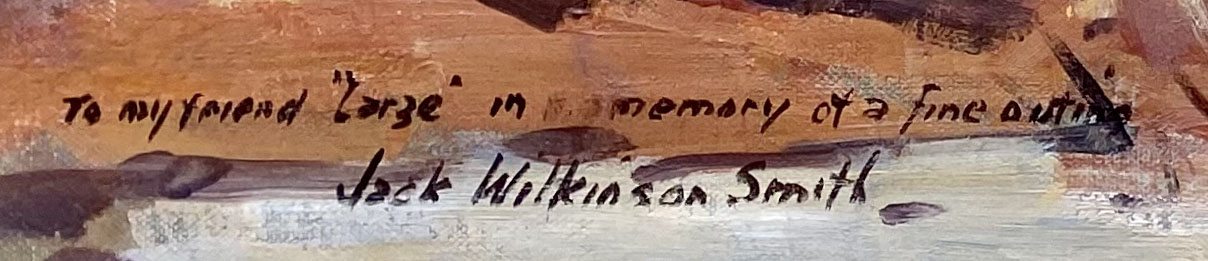 To my friend "Large" in memory of a fine outing
Jack Wilkinson Smith